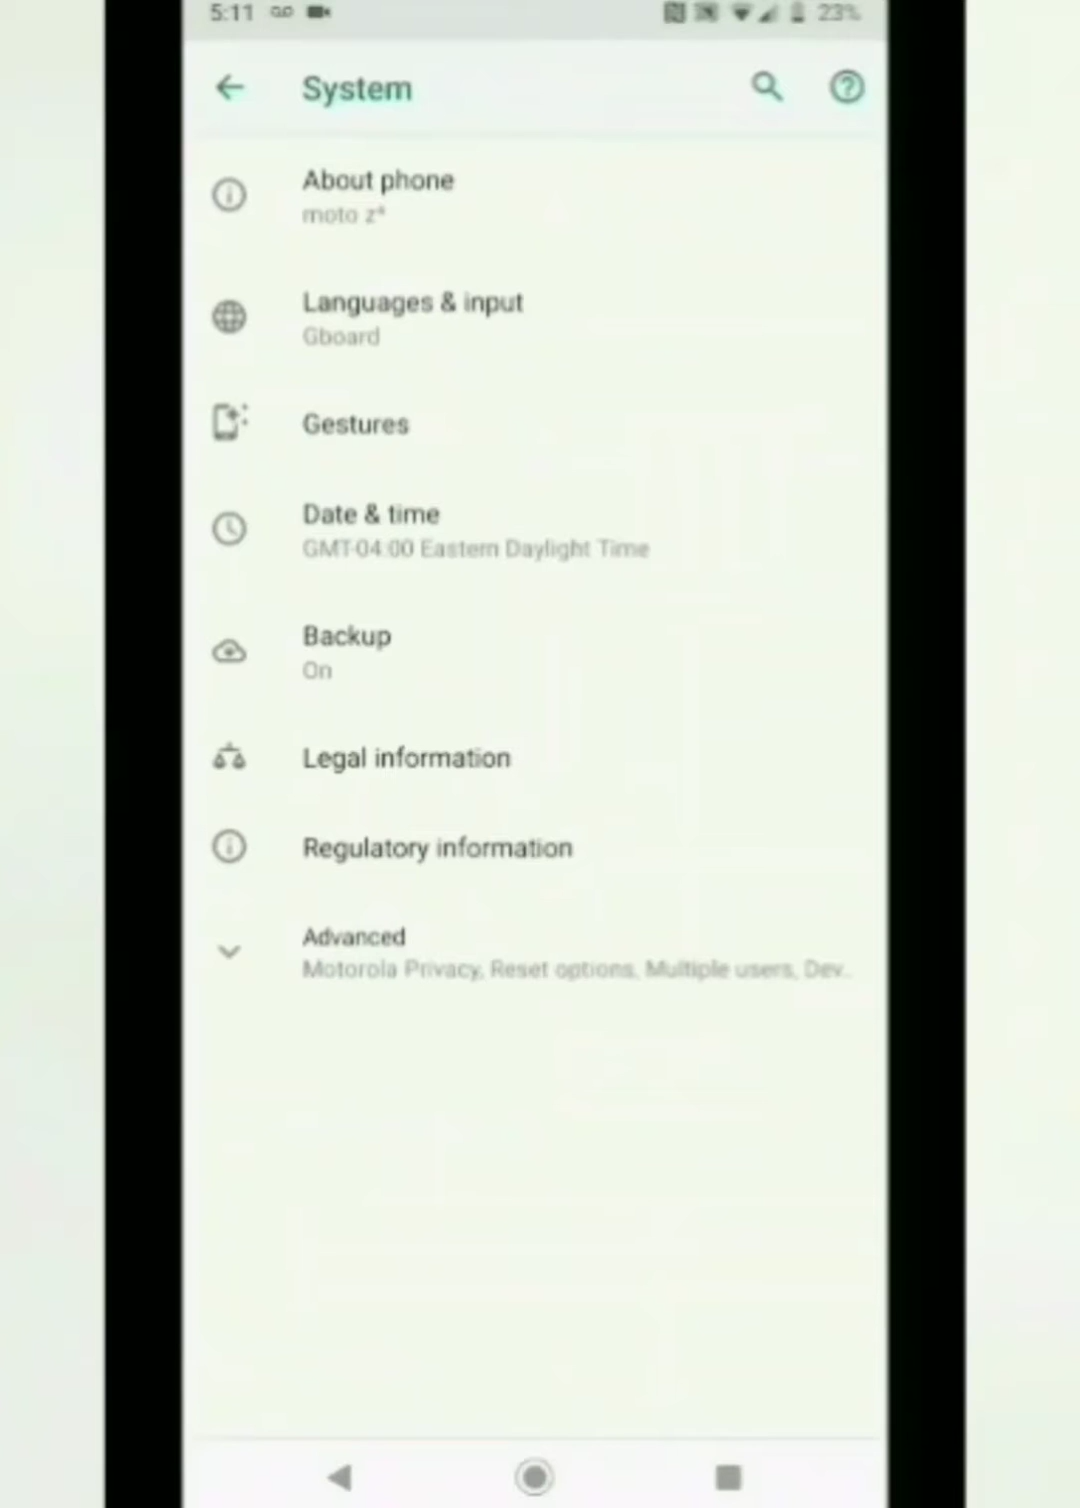 5:11 23%
System
About phone
moto z⁴
Languages & input
Gboard
Gestures
Date & time
GMT-04:00 Eastern Daylight Time
Backup
On
Legal information
Regulatory information
Advanced
Motorola Privacy, Reset options, Multiple users, Dev..